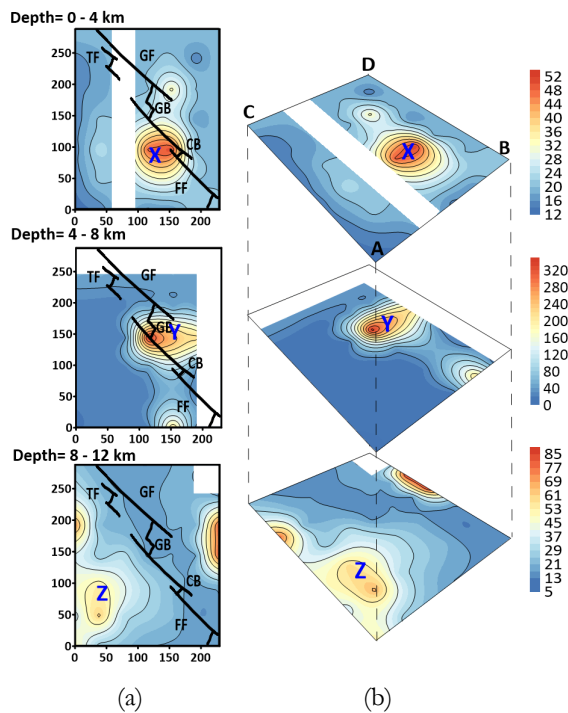 Depth= 0 - 4 km
250
200
150
100
50
0
0 50 100 150 200
TF
GF
GB
CB
X
FF
D
C
B
A
X
52
48
44
40
36
32
28
24
20
16
12
Depth= 4 - 8 km
250
200
150
100
50
0
0 50 100 150 200
TF
GF
GB
Y
CB
FF
Y
320
280
240
200
160
120
80
40
0
Depth= 8 - 12 km
250
200
150
100
50
0
0 50 100 150 200
TF
GF
GB
CB
Z
FF
Z
85
77
69
61
53
45
37
29
21
13
5
(a) (b)